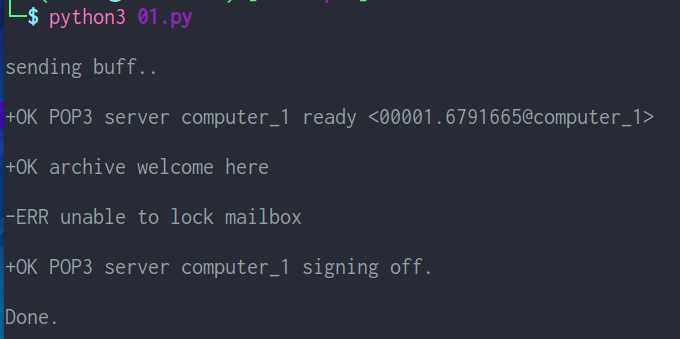 └─$ python3 01.py
sending buff..
+OK POP3 server computer_1 ready <00001.6791665@computer_1>
+OK archive welcome here
-ERR unable to lock mailbox
+OK POP3 server computer_1 signing off.
Done.